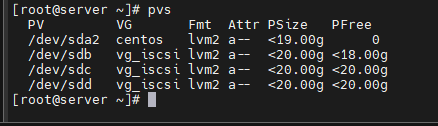 [root@server ~]# pvs
  PV         VG       Fmt  Attr PSize   PFree
  /dev/sda2  centos   lvm2 a--  <19.00g      0
  /dev/sdb   vg_iscsi lvm2 a--  <20.00g <18.00g
  /dev/sdc   vg_iscsi lvm2 a--  <20.00g <20.00g
  /dev/sdd   vg_iscsi lvm2 a--  <20.00g <20.00g
[root@server ~]#